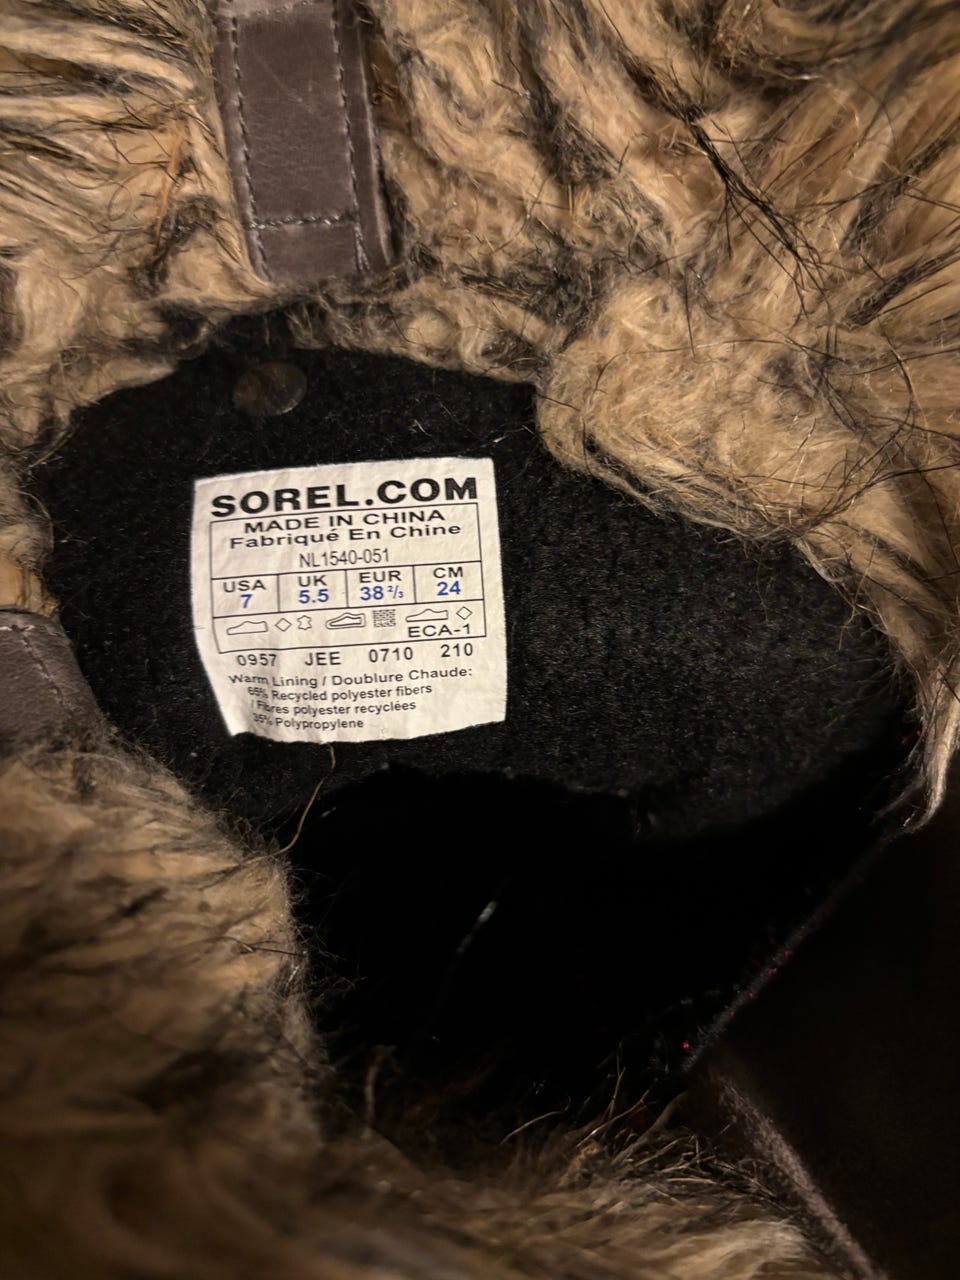 SOREL.COM
MADE IN CHINA
Fabriqué En Chine
NL1540-051
USA UK EUR CM
7 5.5 38 2/3 24
ECA-1
0957 JEE 0710 210
Warm Lining / Doublure Chaude:
65% Recycled polyester fibers
/ Fibres polyester recyclées
35% Polypropylene